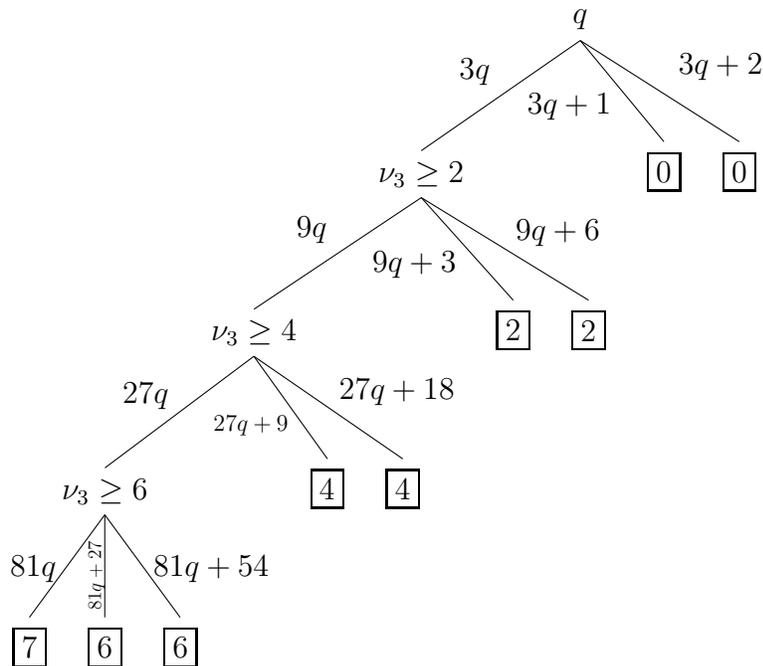 q
3q
3q + 1
3q + 2
ν₃ ≥ 2
0
0
9q
9q + 3
9q + 6
ν₃ ≥ 4
2
2
27q
27q + 9
27q + 18
ν₃ ≥ 6
4
4
81q
81q + 27
81q + 54
7
6
6